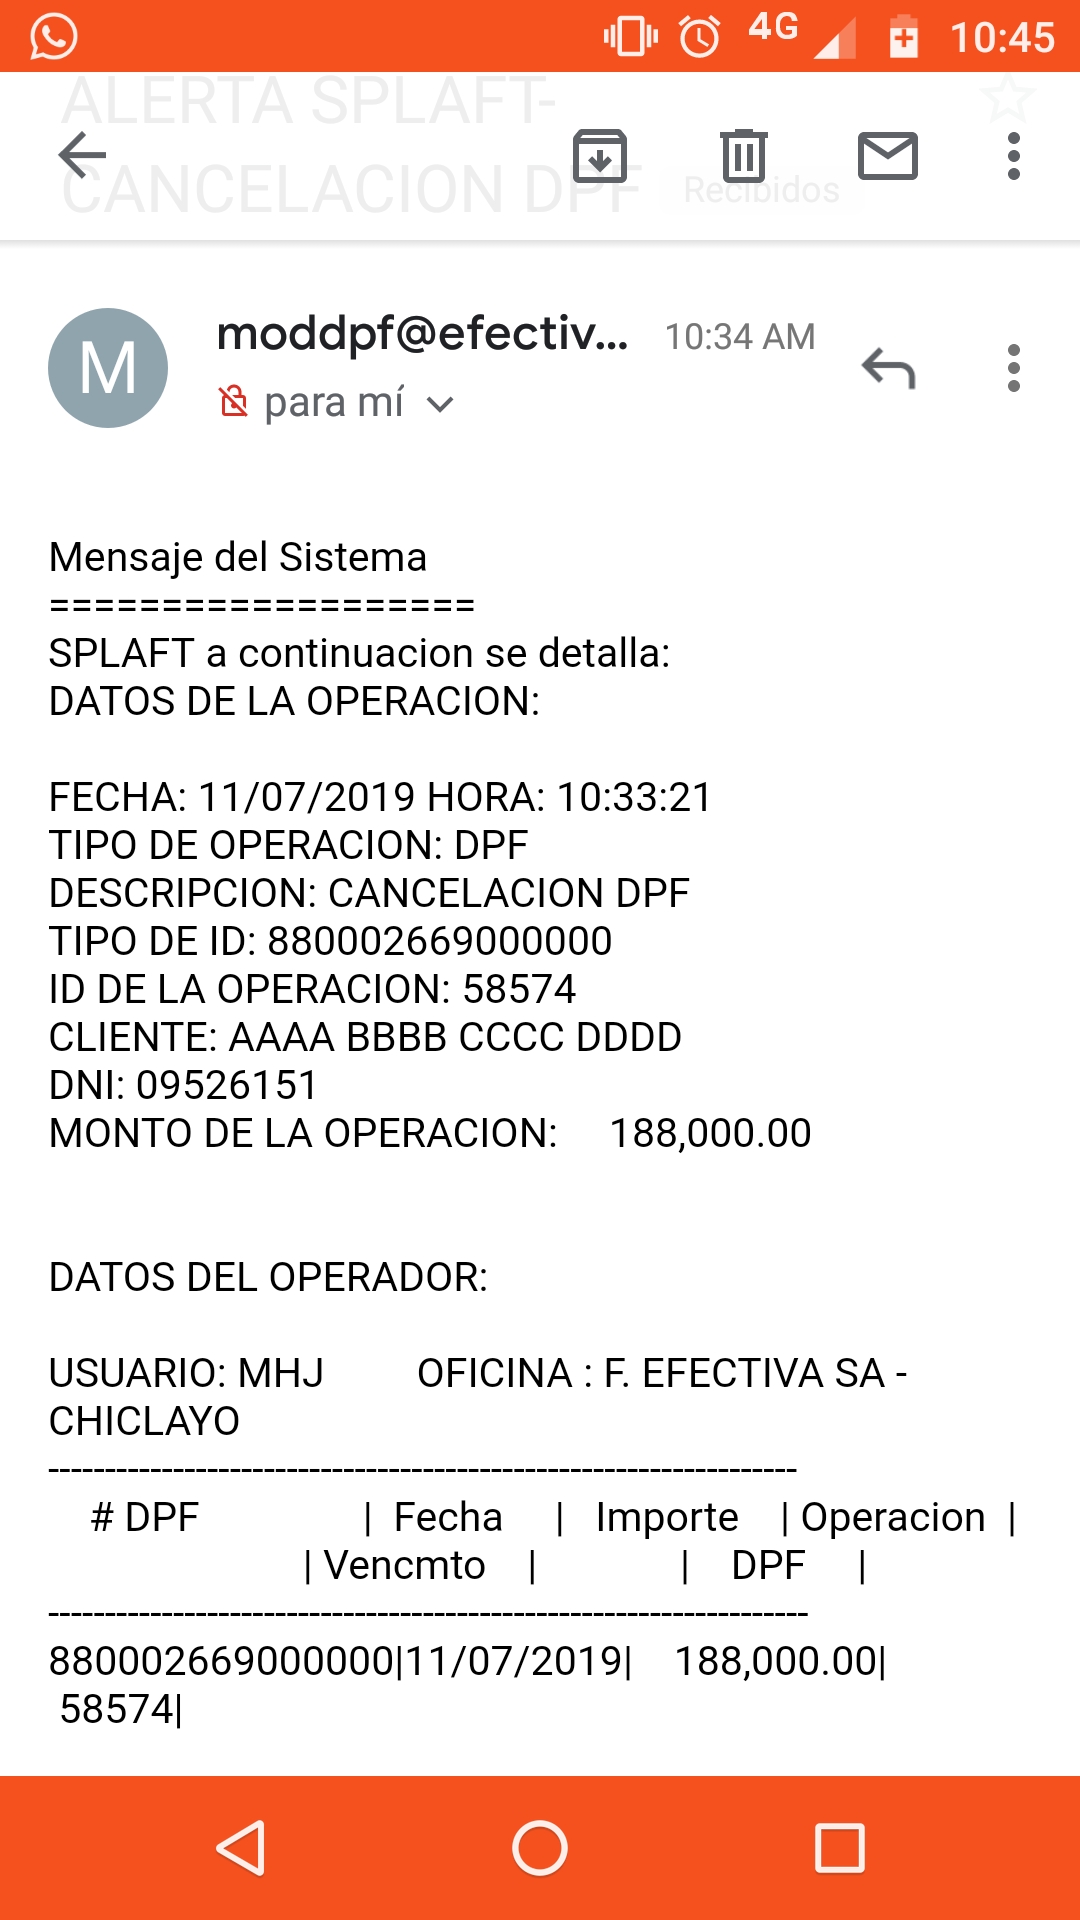 4G 10:45
ALERTA SPLAFT-
CANCELACION DPF Recibidos
M
moddpf@efectiv... 10:34 AM
para mí
Mensaje del Sistema
===================
SPLAFT a continuacion se detalla:
DATOS DE LA OPERACION:
FECHA: 11/07/2019 HORA: 10:33:21
TIPO DE OPERACION: DPF
DESCRIPCION: CANCELACION DPF
TIPO DE ID: 880002669000000
ID DE LA OPERACION: 58574
CLIENTE: AAAA BBBB CCCC DDDD
DNI: 09526151
MONTO DE LA OPERACION: 188,000.00
DATOS DEL OPERADOR:
USUARIO: MHJ OFICINA : F. EFECTIVA SA -
CHICLAYO
--------------------------------------------------------------------
# DPF | Fecha | Importe | Operacion |
| Vencmto | | DPF |
---------------------------------------------------------------------
880002669000000|11/07/2019| 188,000.00|
58574|